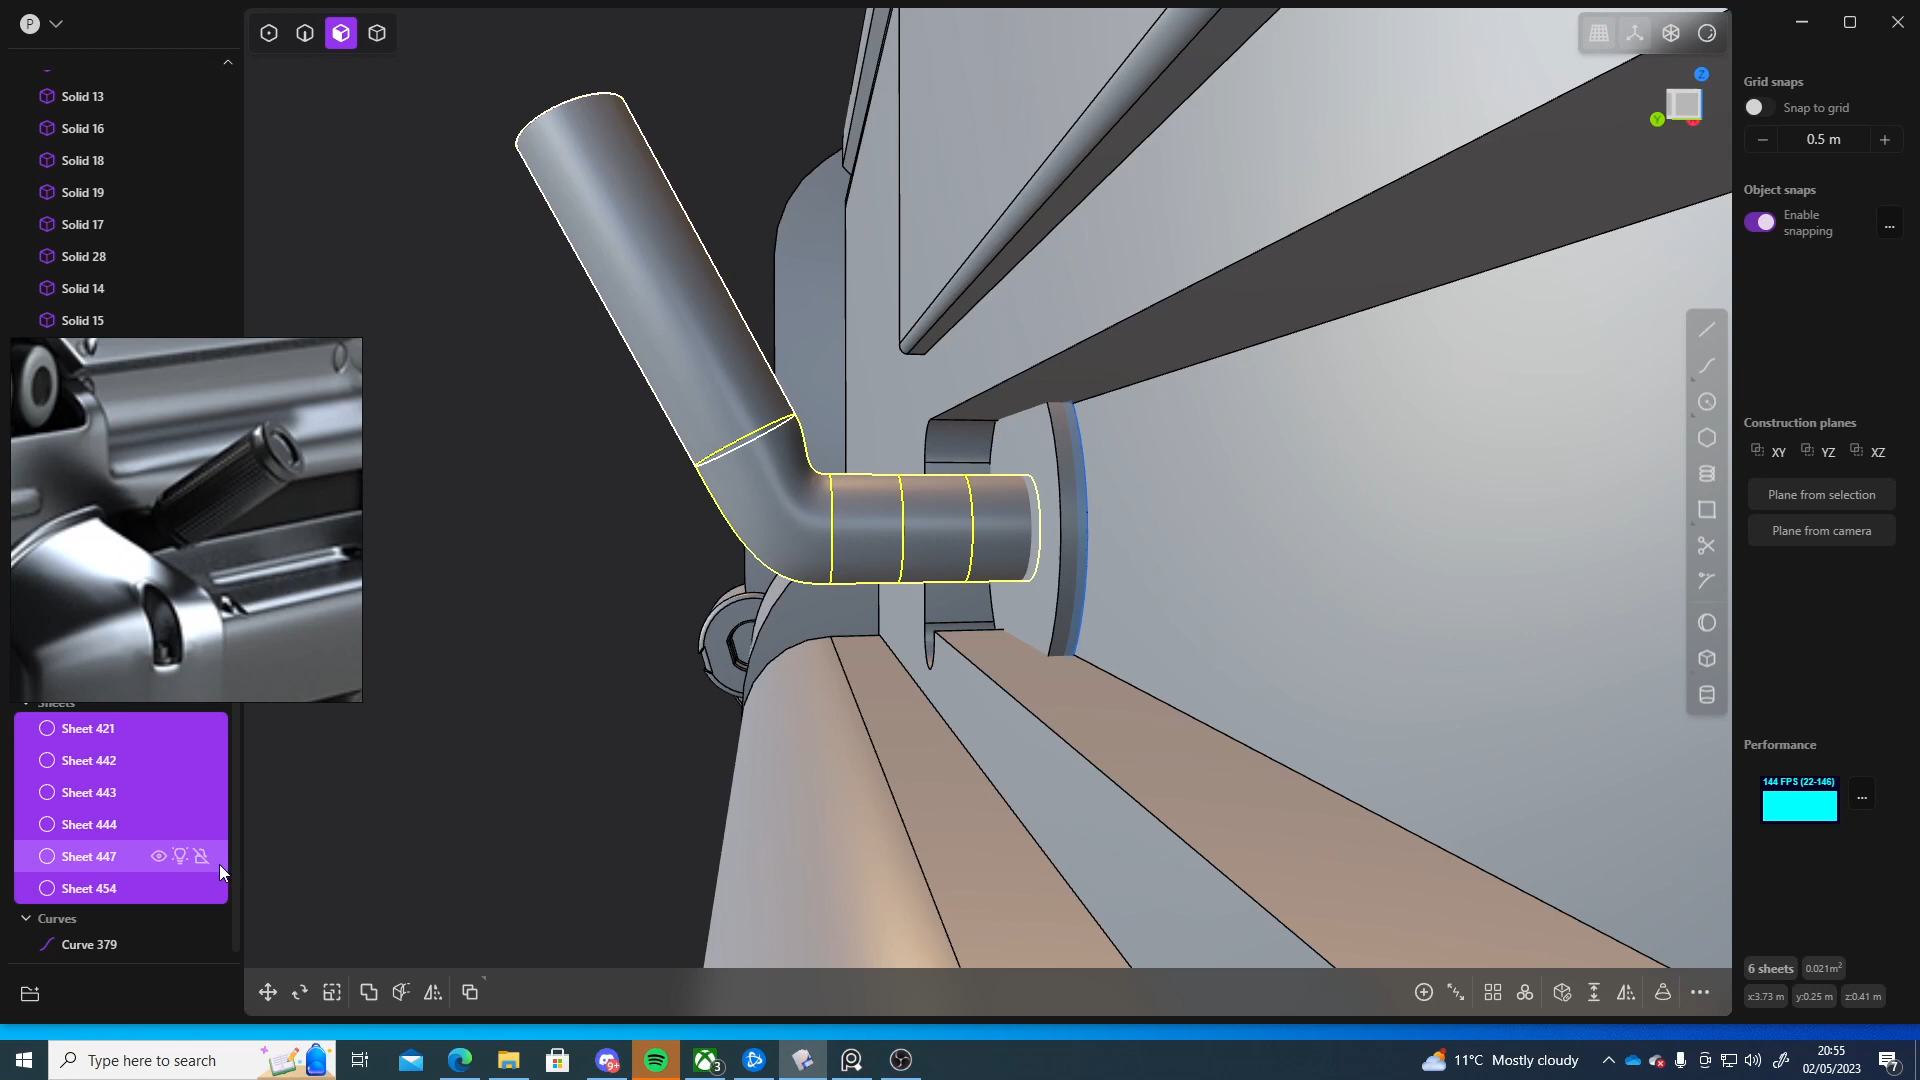 P
Solid 13
Solid 16
Solid 18
Solid 19
Solid 17
Solid 28
Solid 14
Solid 15
Sheets
Sheet 421
Sheet 442
Sheet 443
Sheet 444
Sheet 447
Sheet 454
Curves
Curve 379
Z
Y
Grid snaps
Snap to grid
0.5 m
Object snaps
Enable
snapping
...
Construction planes
XY YZ XZ
Plane from selection
Plane from camera
Performance
144 FPS (22-146)
...
6 sheets 0.021m²
x:3.73 m y:0.25 m z:0.41 m
Type here to search
9+
3
11°C Mostly cloudy
20:55
02/05/2023
7